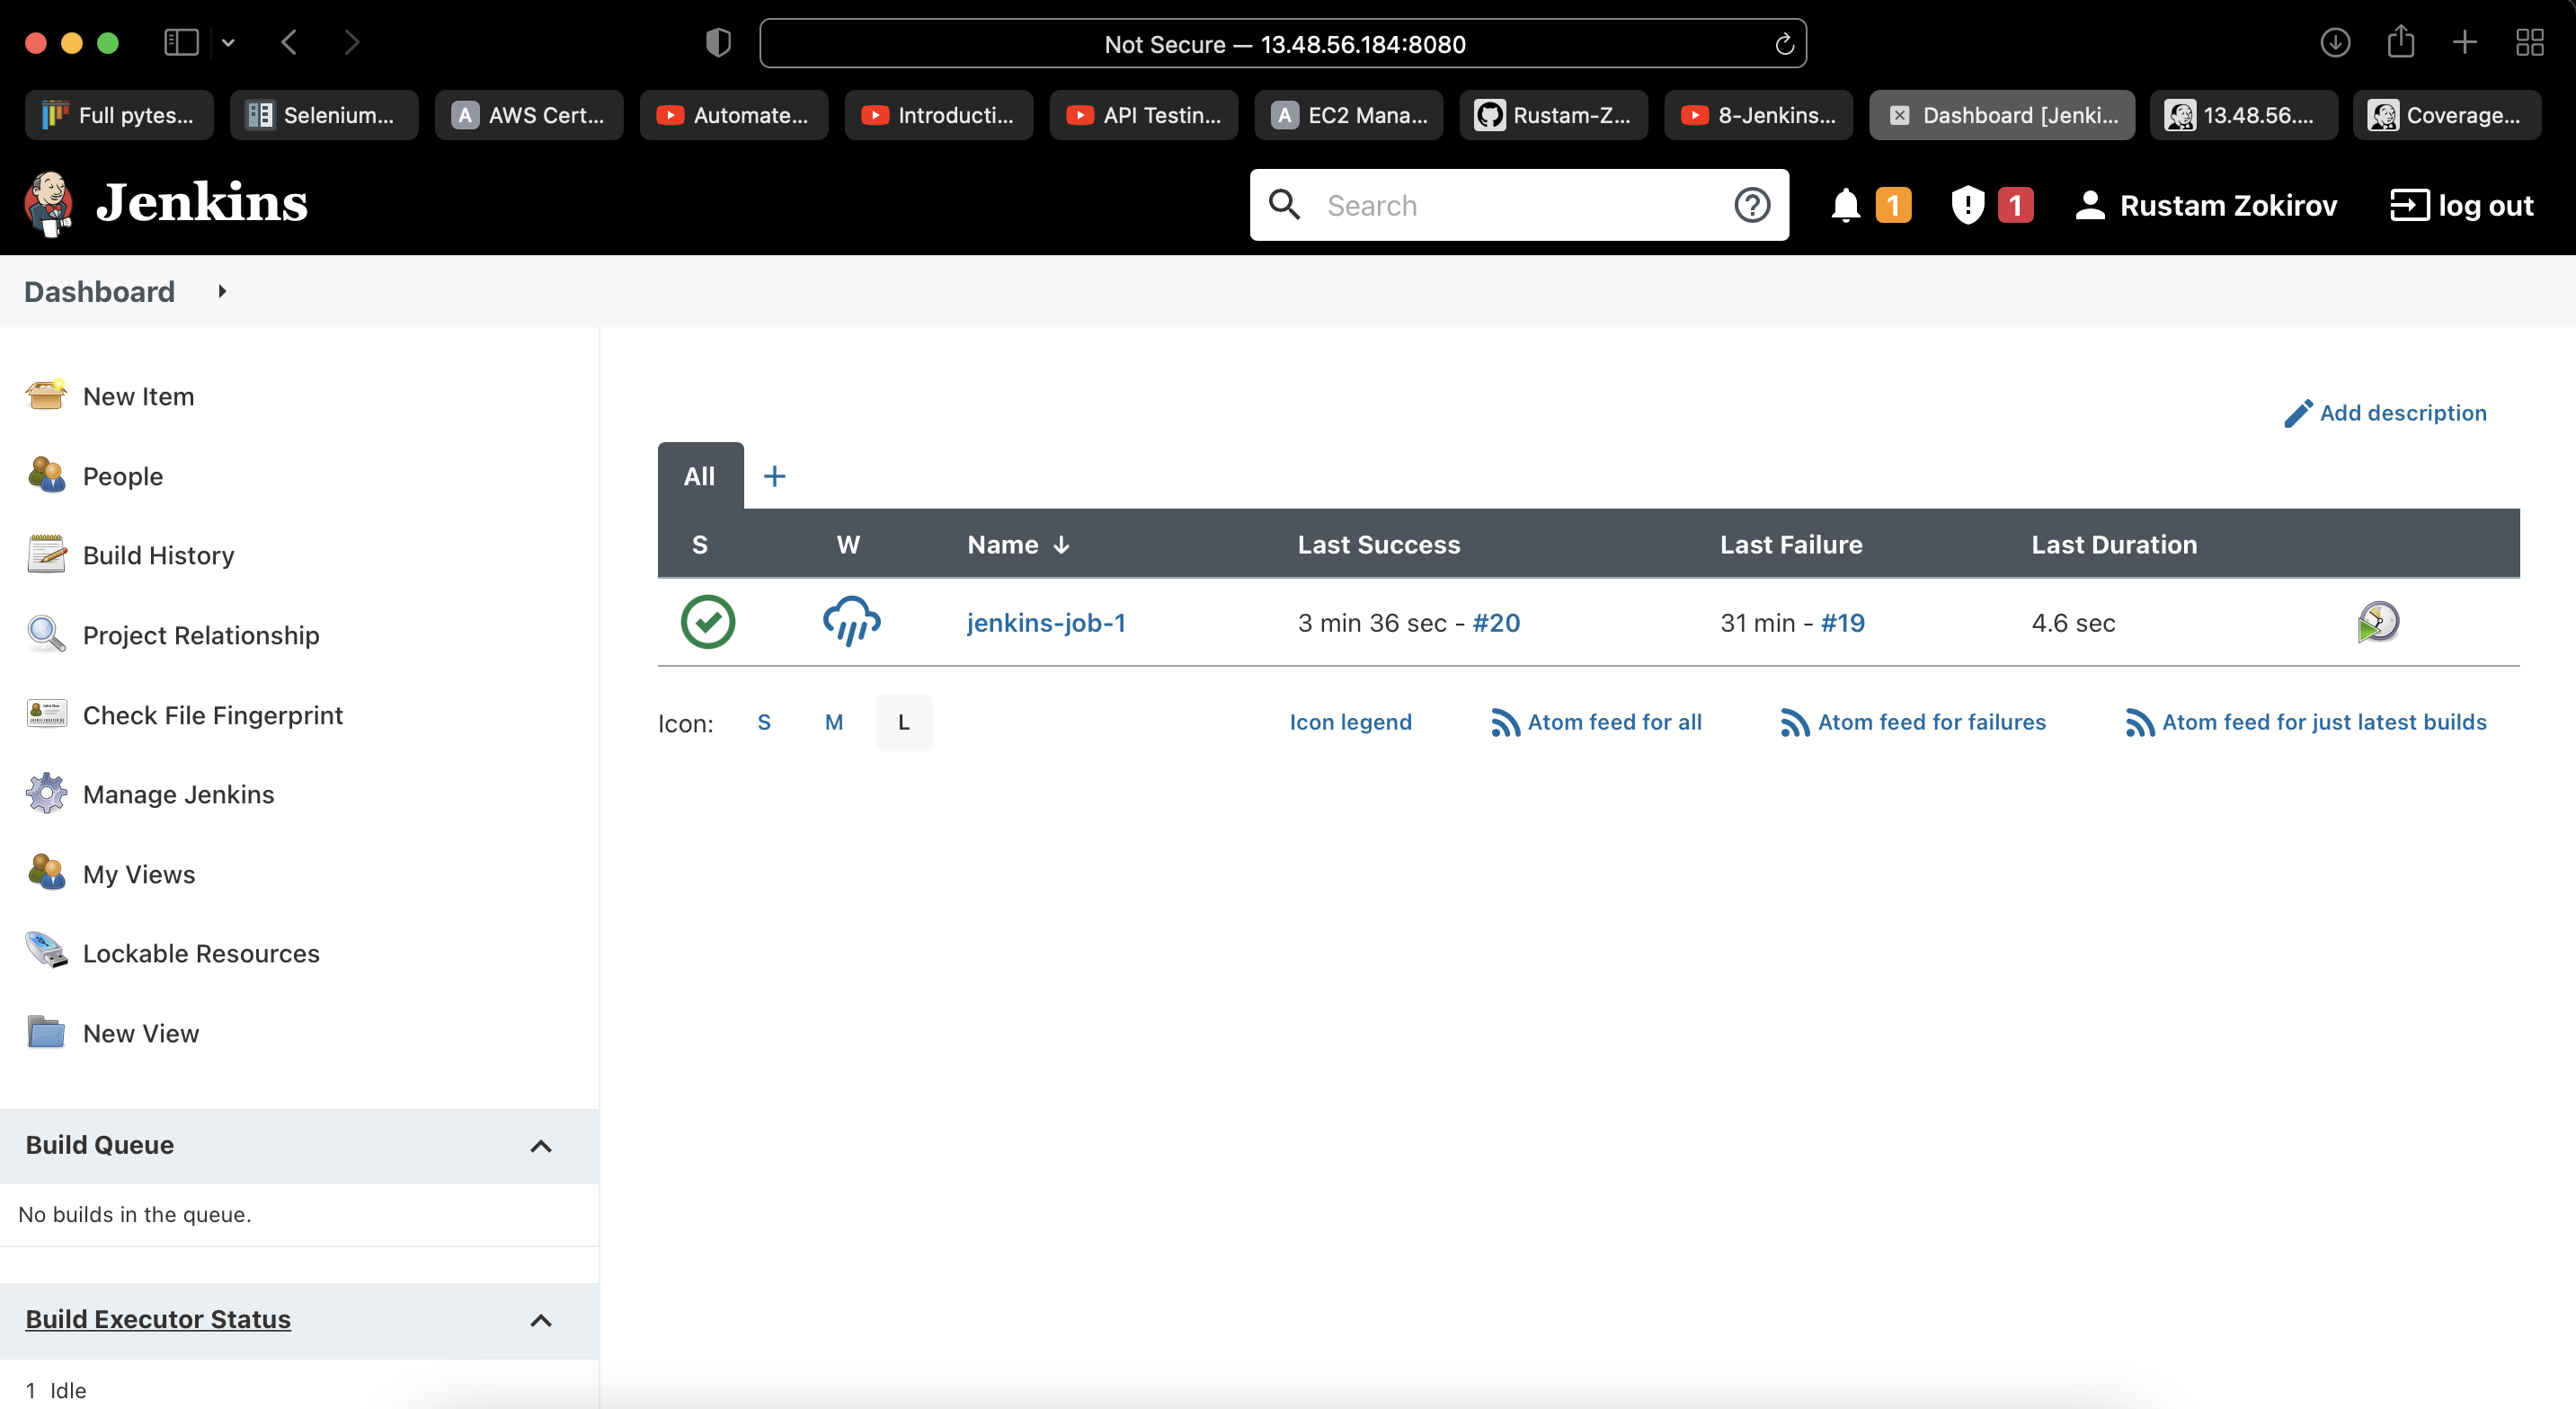 Not Secure — 13.48.56.184:8080
Full pytes...
Selenium...
AWS Cert...
Automate...
Introducti...
API Testin...
EC2 Mana...
Rustam-Z...
8-Jenkins...
Dashboard [Jenki...
13.48.56....
Coverage...
Jenkins
Search
1
1
Rustam Zokirov
log out
Dashboard
New Item
People
Build History
Project Relationship
Check File Fingerprint
Manage Jenkins
My Views
Lockable Resources
New View
Build Queue
No builds in the queue.
Build Executor Status
1 Idle
Add description
All +
S W Name ↓ Last Success Last Failure Last Duration
jenkins-job-1 3 min 36 sec - #20 31 min - #19 4.6 sec
Icon: S M L
Icon legend
Atom feed for all
Atom feed for failures
Atom feed for just latest builds